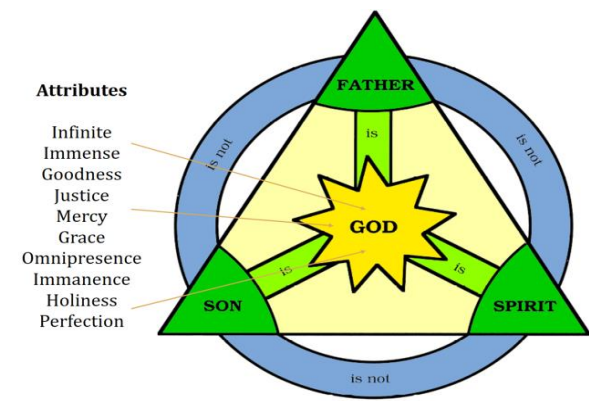 FATHER
Attributes
is not
is not
is
Infinite
Immense
Goodness
Justice
Mercy
Grace
Omnipresence
Immanence
Holiness
Perfection
GOD
is
is
SON
SPIRIT
is not